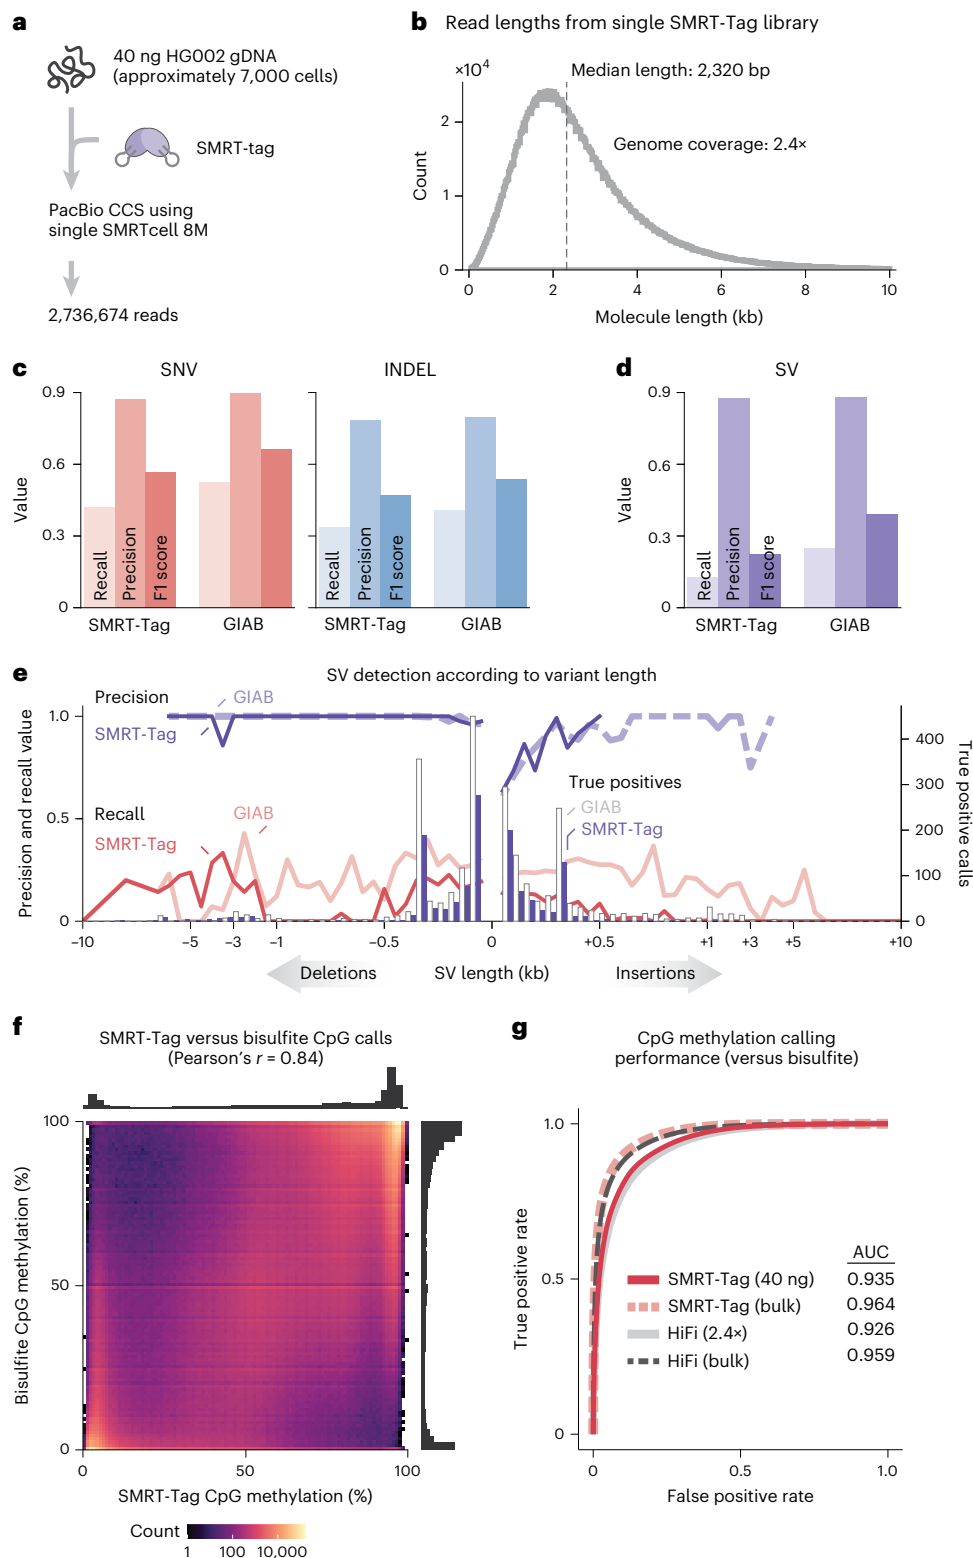 a
40 ng HG002 gDNA
(approximately 7,000 cells)
SMRT-tag
PacBio CCS using
single SMRTcell 8M
2,736,674 reads
b Read lengths from single SMRT-Tag library
×10⁴
Median length: 2,320 bp
Genome coverage: 2.4×
Count
2
1
0
0 2 4 6 8 10
Molecule length (kb)
c
SNV
INDEL
Value
0.9
0.6
0.3
0
Recall
Precision
F1 score
Recall
Precision
F1 score
SMRT-Tag GIAB
SMRT-Tag GIAB
d
SV
Value
0.9
0.6
0.3
0
Recall
Precision
F1 score
SMRT-Tag GIAB
e
SV detection according to variant length
Precision and recall value
1.0
0.5
0
Precision
GIAB
SMRT-Tag
Recall
GIAB
SMRT-Tag
True positives
GIAB
SMRT-Tag
400
300
200
100
0
True positive calls
−10 −5 −3 −1 −0.5 0 +0.5 +1 +3 +5 +10
Deletions
SV length (kb)
Insertions
f
SMRT-Tag versus bisulfite CpG calls
(Pearson's r = 0.84)
Bisulfite CpG methylation (%)
100
50
0
0 50 100
SMRT-Tag CpG methylation (%)
Count
1 100 10,000
g
CpG methylation calling
performance (versus bisulfite)
True positive rate
1.0
0.5
0
AUC
SMRT-Tag (40 ng) 0.935
SMRT-Tag (bulk) 0.964
HiFi (2.4×) 0.926
HiFi (bulk) 0.959
0 0.5 1.0
False positive rate